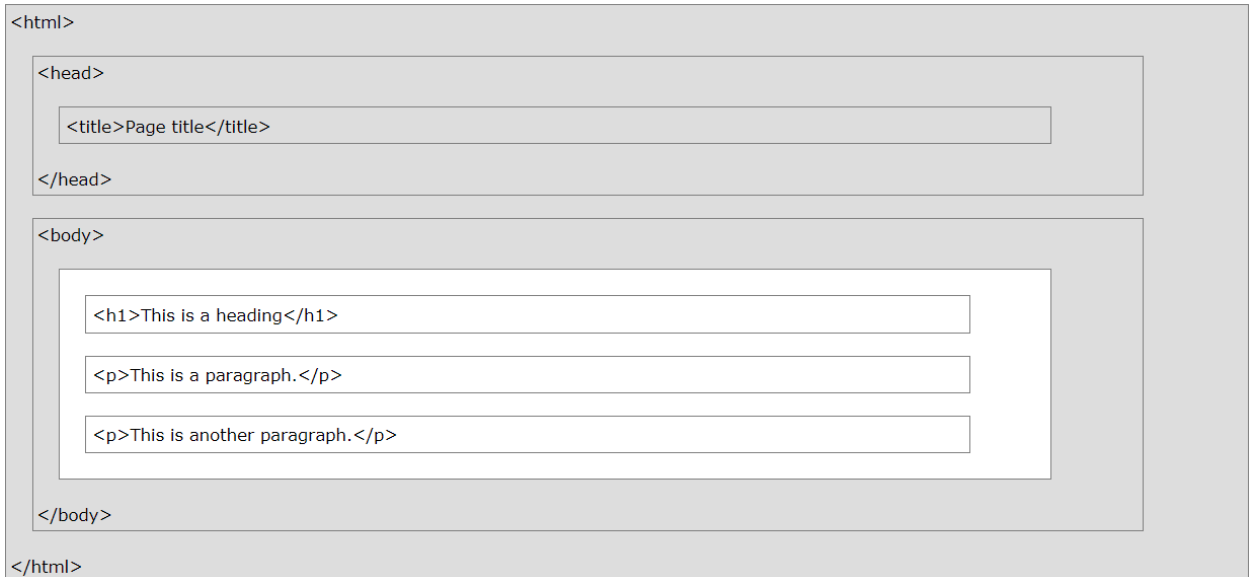 <html>
<head>
<title>Page title</title>
</head>
<body>
<h1>This is a heading</h1>
<p>This is a paragraph.</p>
<p>This is another paragraph.</p>
</body>
</html>